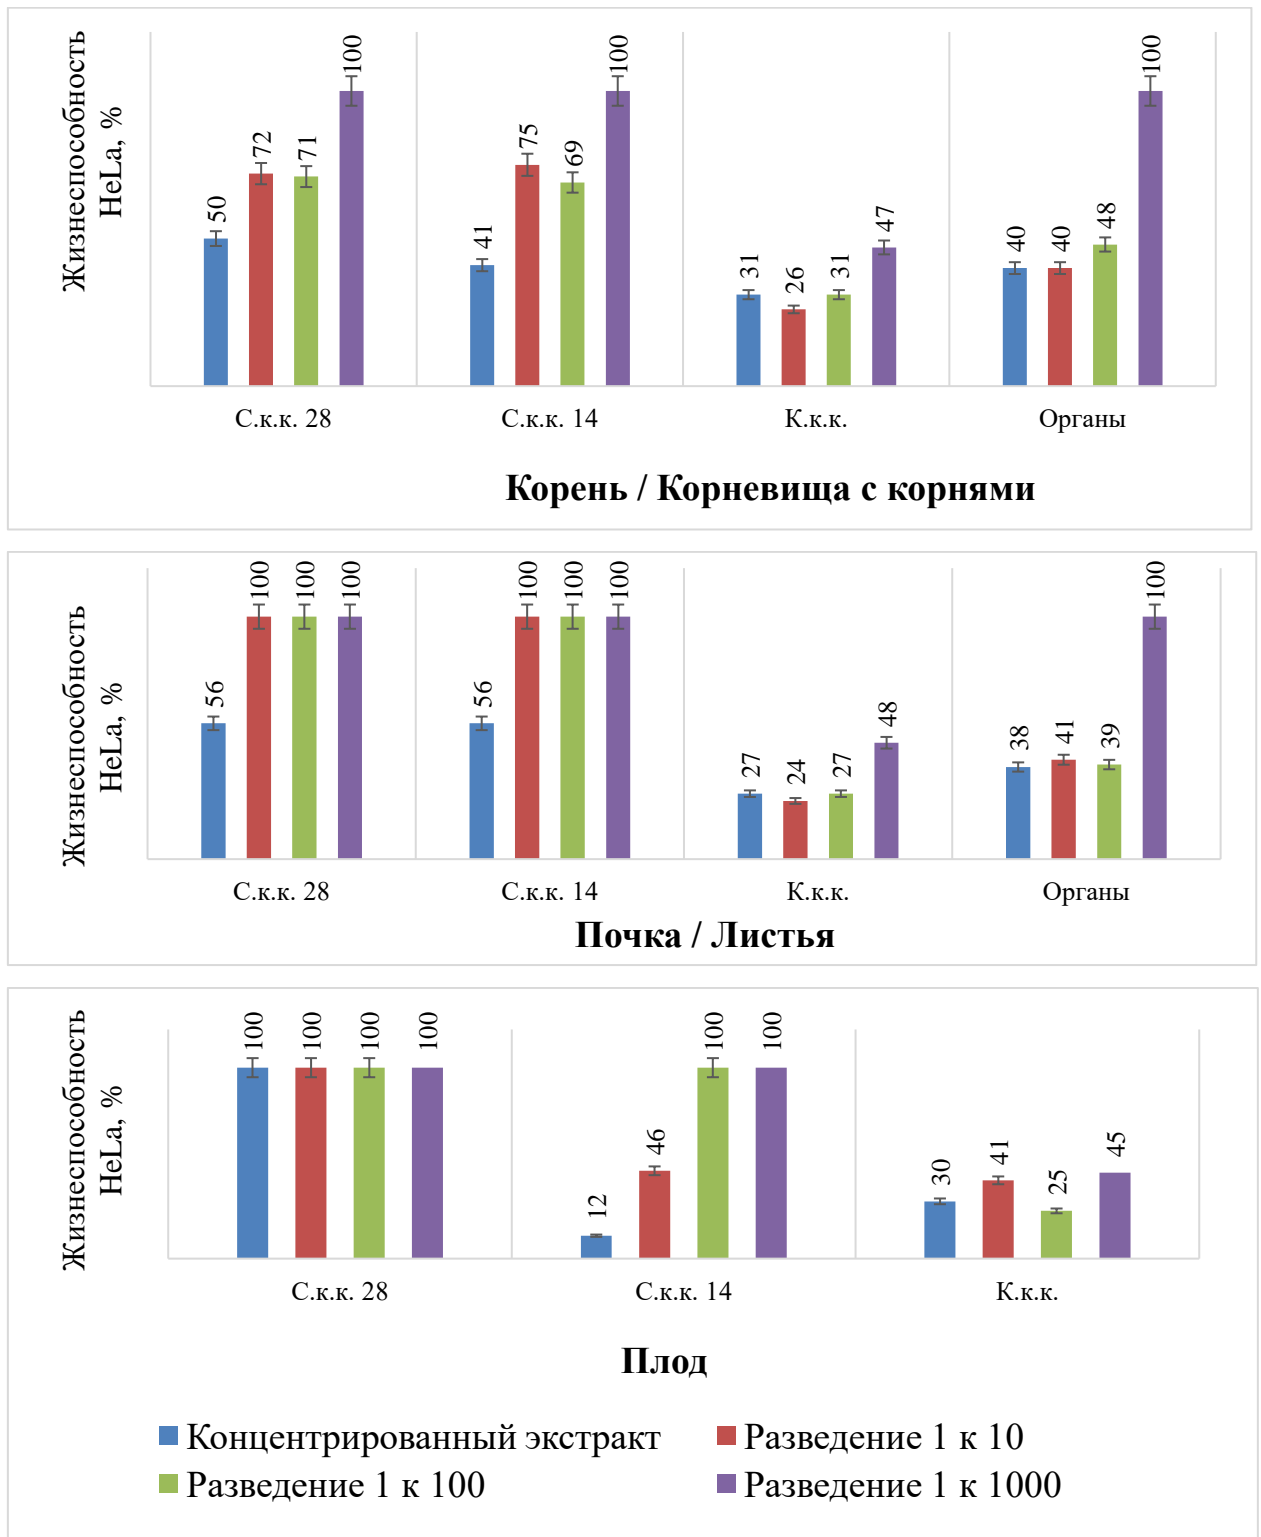 Жизнеспособность
HeLa, %
50
72
71
100
41
75
69
100
31
26
31
47
40
40
48
100
С.к.к. 28
С.к.к. 14
К.к.к.
Органы
Корень / Корневища с корнями
Жизнеспособность
HeLa, %
56
100
100
100
56
100
100
100
27
24
27
48
38
41
39
100
С.к.к. 28
С.к.к. 14
К.к.к.
Органы
Почка / Листья
Жизнеспособность
HeLa, %
100
100
100
100
12
46
100
100
30
41
25
45
С.к.к. 28
С.к.к. 14
К.к.к.
Плод
Концентрированный экстракт
Разведение 1 к 10
Разведение 1 к 100
Разведение 1 к 1000